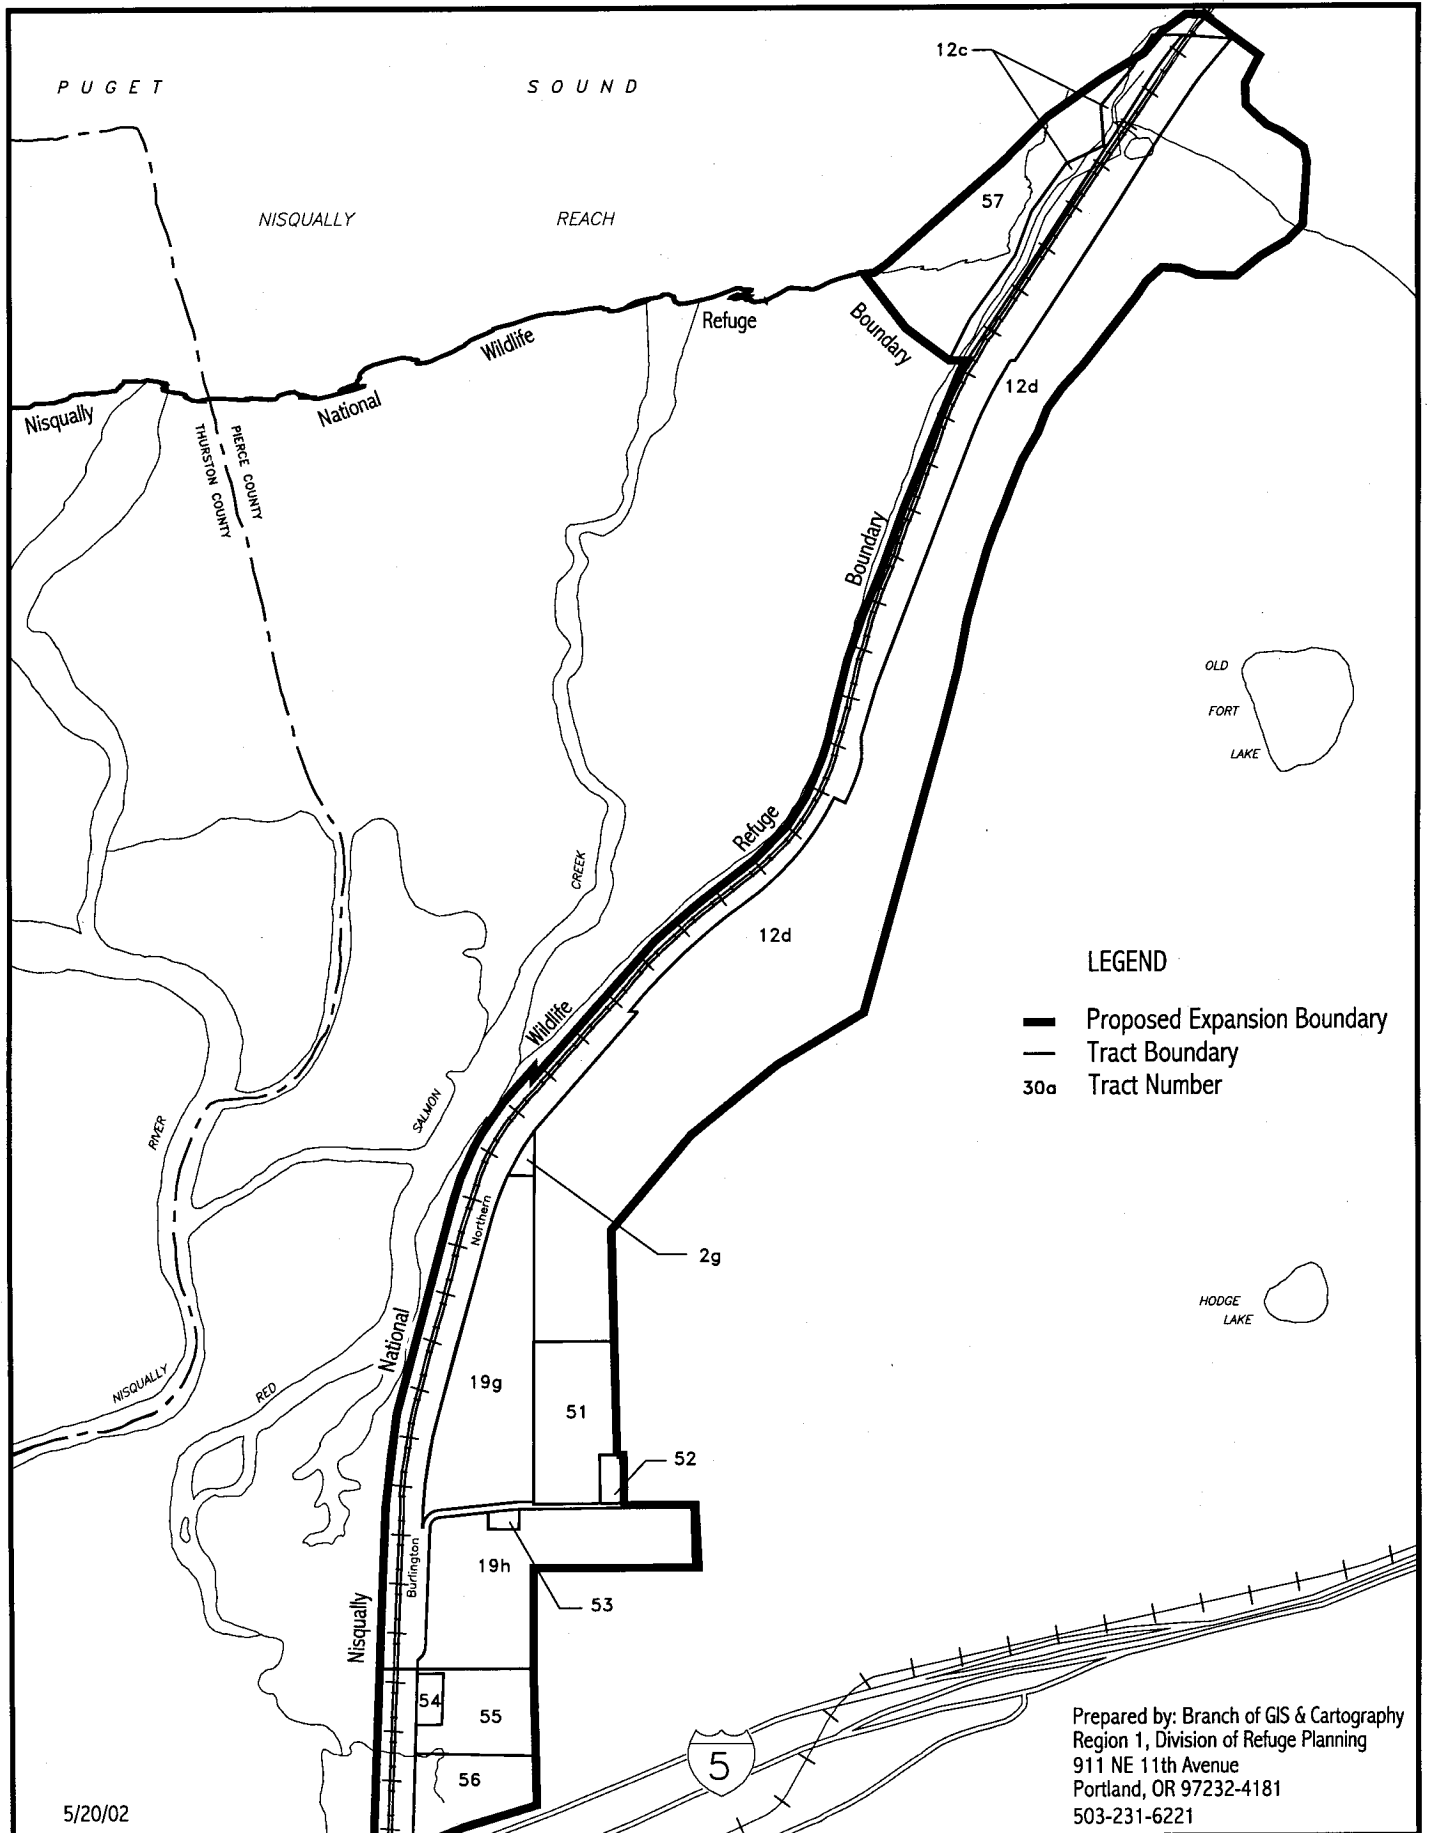 PUGET SOUND
12c
57
NISQUALLY REACH
Nisqually National Wildlife Refuge Boundary
PIERCE COUNTY
THURSTON COUNTY
12d
Boundary
OLD
FORT
LAKE
Refuge
CREEK
12d
LEGEND
Proposed Expansion Boundary
Tract Boundary
30a Tract Number
Wildlife
SALMON
RIVER
Northern
2g
HODGE
LAKE
National
NISQUALLY
RED
19g
51
52
19h
Burlington
53
Nisqually
54
55
5
56
Prepared by: Branch of GIS & Cartography
Region 1, Division of Refuge Planning
911 NE 11th Avenue
Portland, OR 97232-4181
503-231-6221
5/20/02